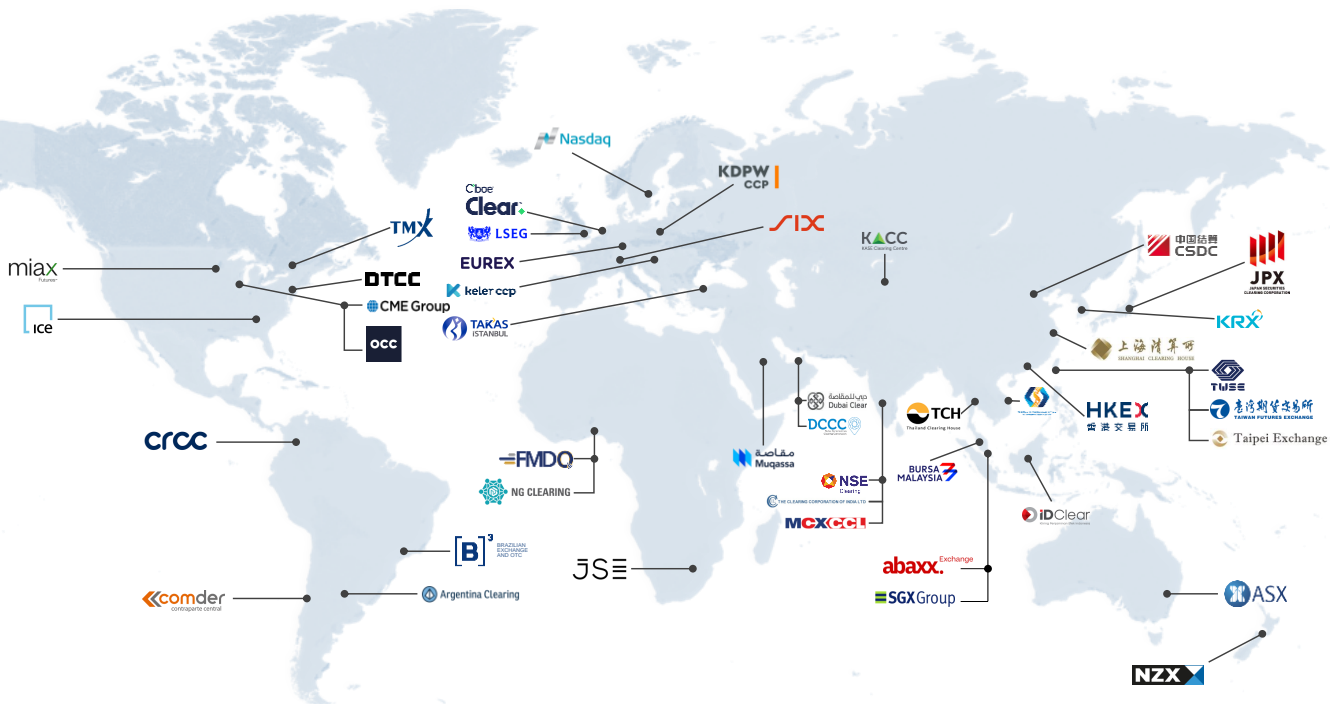 Nasdaq
KDPW
CCP
Cboe
Clear
LSEG
SIX
TMX
KACC
KASE Clearing Centre
中国结算
CSDC
JPX
JAPAN SECURITIES
CLEARING CORPORATION
miax
Futures
DTCC
EUREX
keler ccp
CME Group
ice
TAKAS
İSTANBUL
KRX
OCC
上海清算所
SHANGHAI CLEARING HOUSE
TWSE
دبي للمقاصة
Dubai Clear
DCCC
TCH
Thailand Clearing House
HKEX
香港交易所
臺灣期貨交易所
TAIWAN FUTURES EXCHANGE
Taipei Exchange
crcc
FMDQ
مقاصة
Muqassa
NG CLEARING
NSE
Clearing
BURSA
MALAYSIA
THE CLEARING CORPORATION OF INDIA LTD
MCXCCL
iDClear
[B]3
BRAZILIAN
EXCHANGE
AND OTC
JSE
abaxx.
Exchange
comder
contraparte central
Argentina Clearing
SGX Group
ASX
NZX